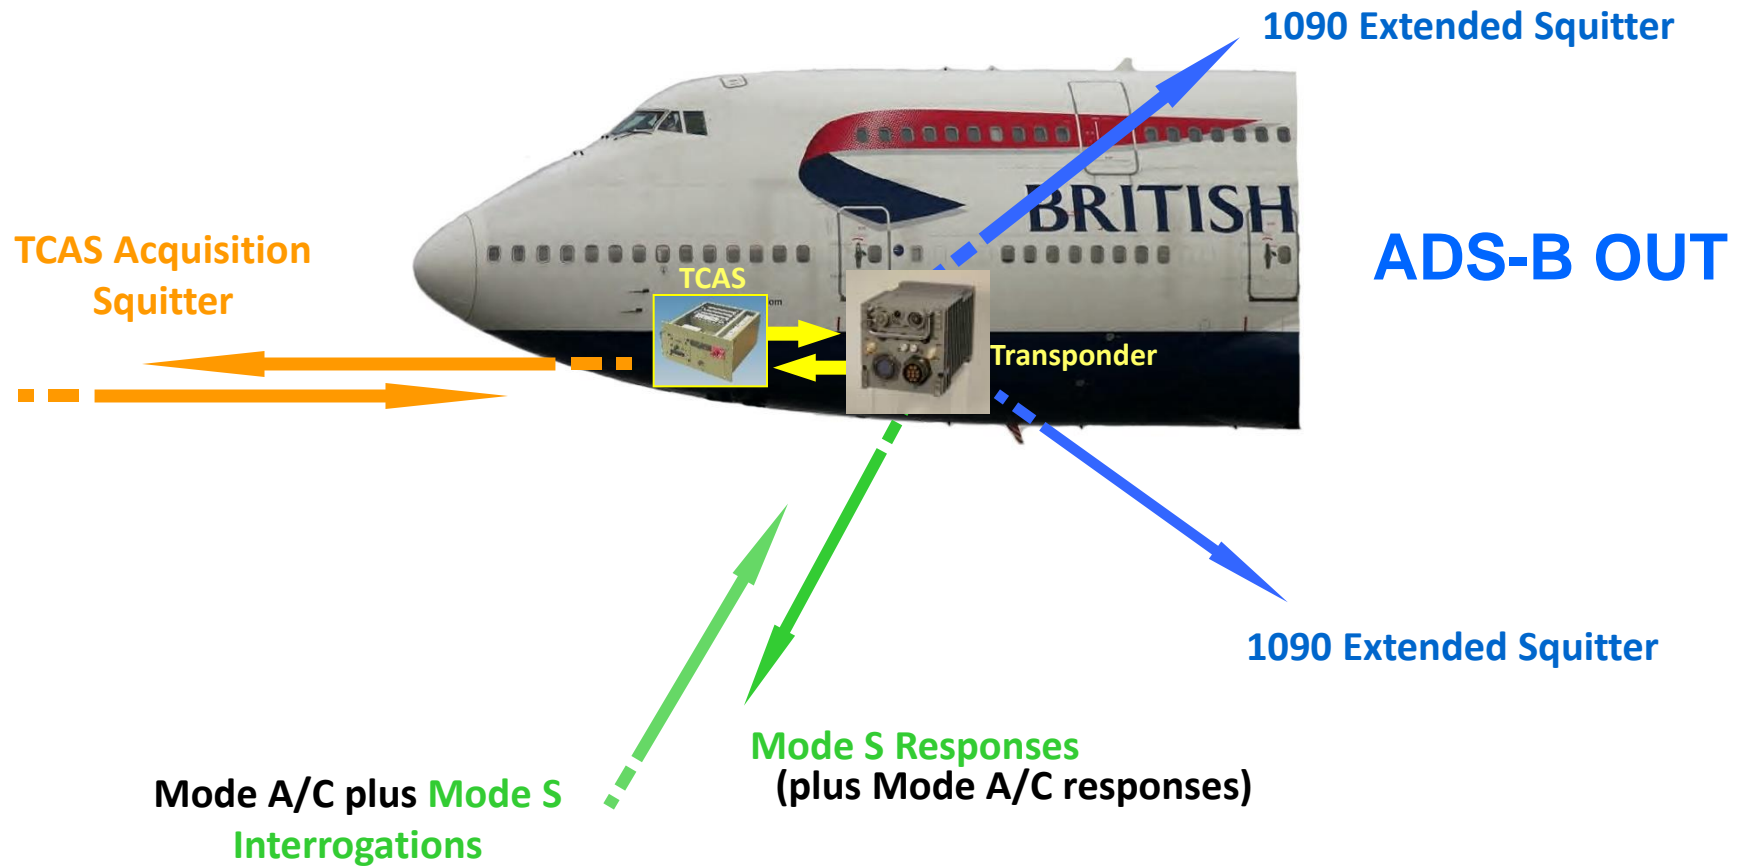 1090 Extended Squitter
BRITISH
ADS-B OUT
TCAS Acquisition
Squitter
TCAS
om
Transponder
1090 Extended Squitter
Mode S Responses
(plus Mode A/C responses)
Mode A/C plus Mode S
Interrogations